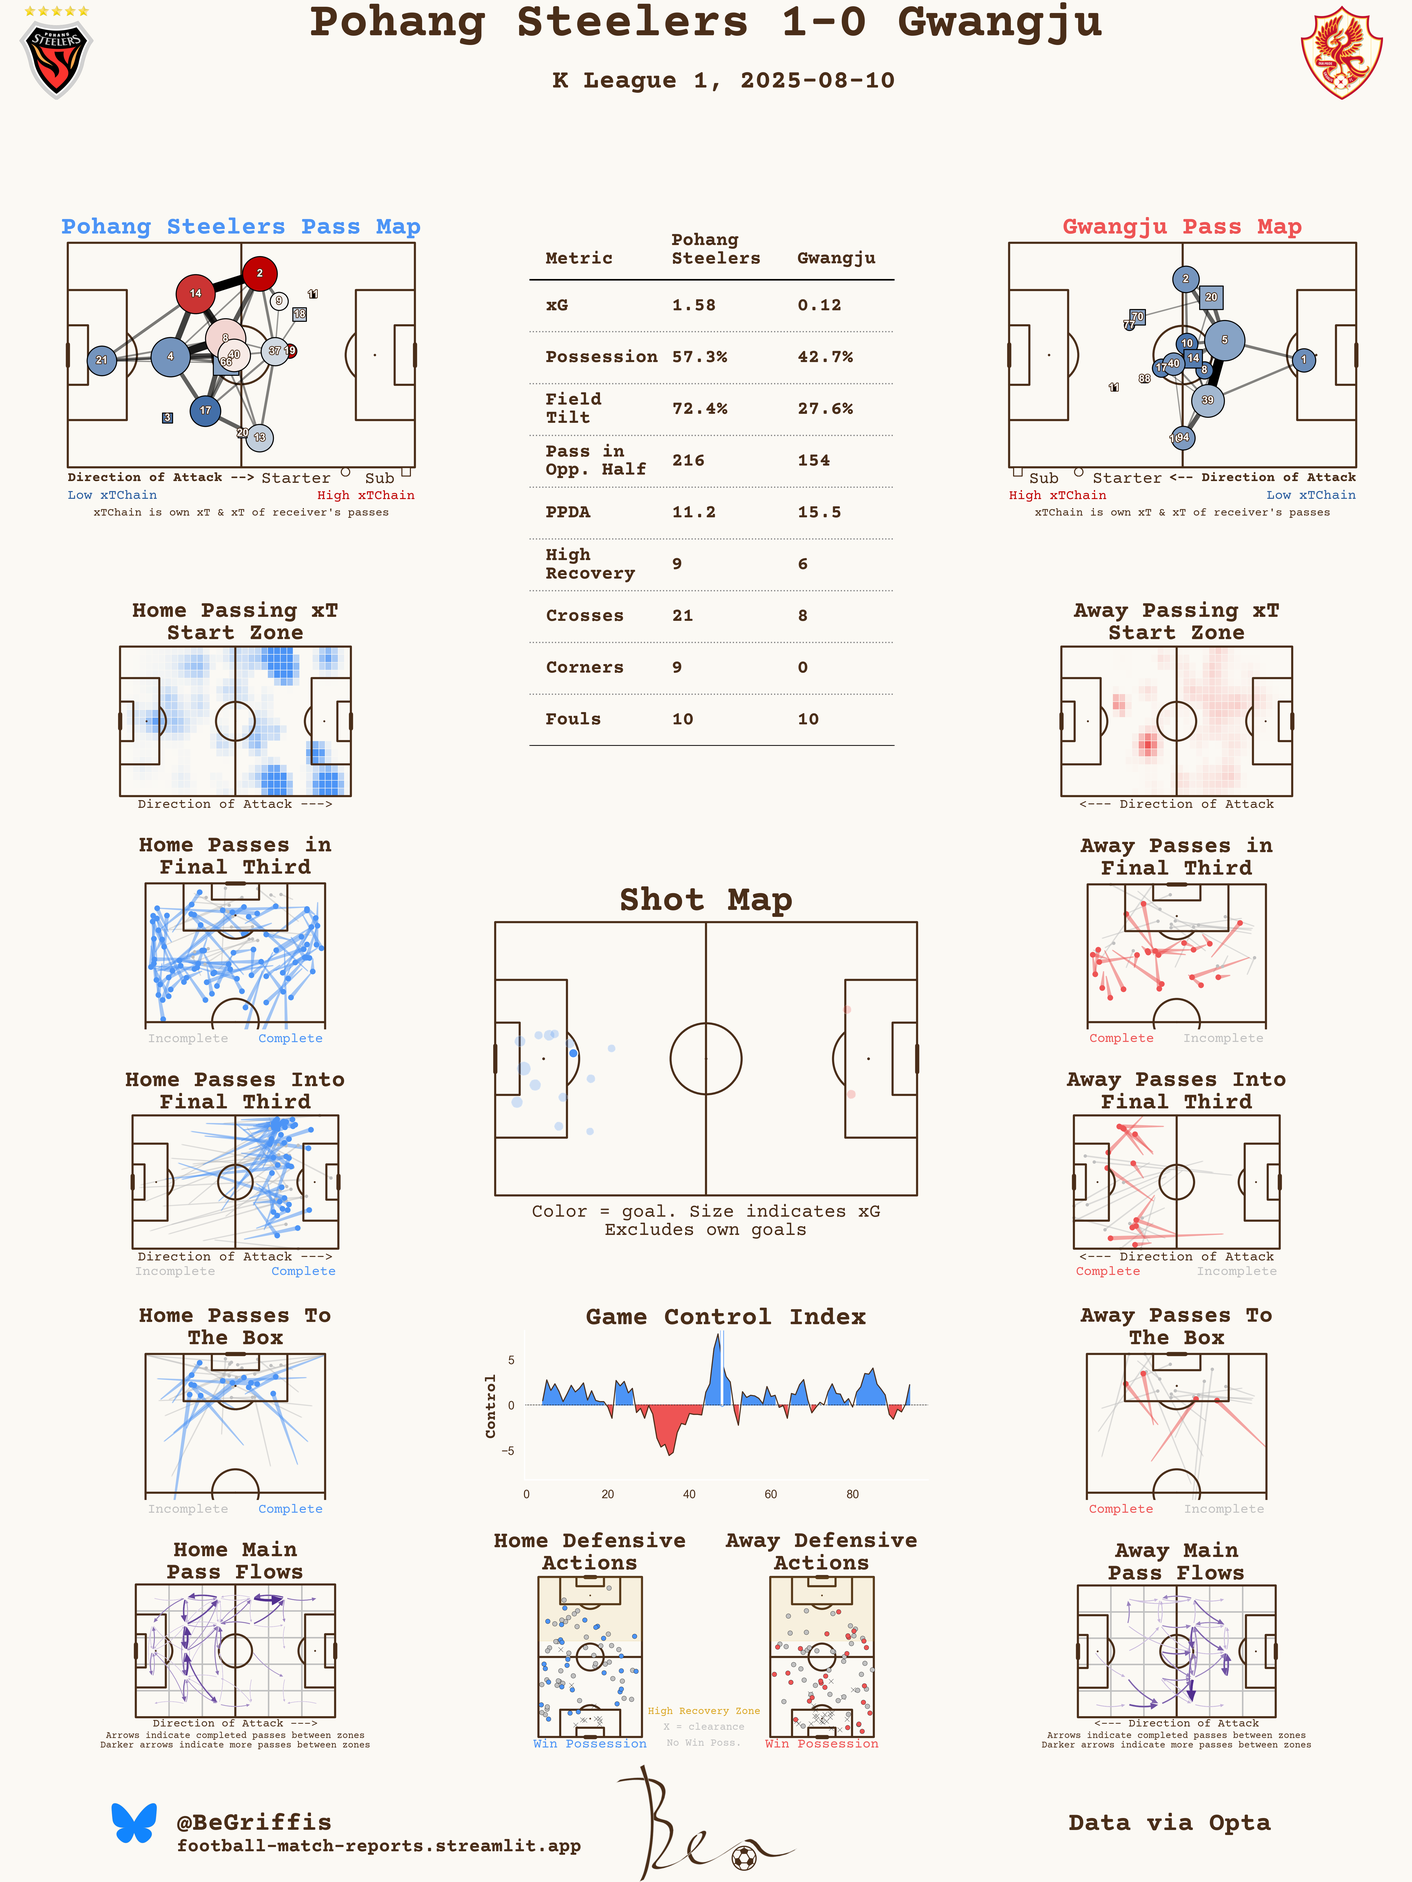 Pohang Steelers 1-0 Gwangju
K League 1, 2025-08-10
POHANG
STEELERS
Pohang Steelers Pass Map
2
14
9
11
18
8
4
40
66
37
19
21
17
3
20
13
Direction of Attack --> Starter Sub
Low xTChain High xTChain
xTChain is own xT & xT of receiver's passes
Metric Pohang Steelers Gwangju
xG 1.58 0.12
Possession 57.3% 42.7%
Field Tilt 72.4% 27.6%
Pass in Opp. Half 216 154
PPDA 11.2 15.5
High Recovery 9 6
Crosses 21 8
Corners 9 0
Fouls 10 10
Gwangju Pass Map
2
20
70
77
10
5
14
17
40
8
1
88
11
39
94
Sub Starter <-- Direction of Attack
High xTChain Low xTChain
xTChain is own xT & xT of receiver's passes
Home Passing xT
Start Zone
Direction of Attack --->
Away Passing xT
Start Zone
<--- Direction of Attack
Home Passes in
Final Third
Incomplete Complete
Away Passes in
Final Third
Complete Incomplete
Shot Map
Color = goal. Size indicates xG
Excludes own goals
Home Passes Into
Final Third
Direction of Attack --->
Incomplete Complete
Away Passes Into
Final Third
<--- Direction of Attack
Complete Incomplete
Home Passes To
The Box
Incomplete Complete
Game Control Index
Control
5
0
−5
0 20 40 60 80
Away Passes To
The Box
Complete Incomplete
Home Main
Pass Flows
Direction of Attack --->
Arrows indicate completed passes between zones
Darker arrows indicate more passes between zones
Home Defensive
Actions
Win Possession
High Recovery Zone
X = clearance
No Win Poss.
Away Defensive
Actions
Win Possession
Away Main
Pass Flows
<--- Direction of Attack
Arrows indicate completed passes between zones
Darker arrows indicate more passes between zones
@BeGriffis
football-match-reports.streamlit.app
Ben
Data via Opta